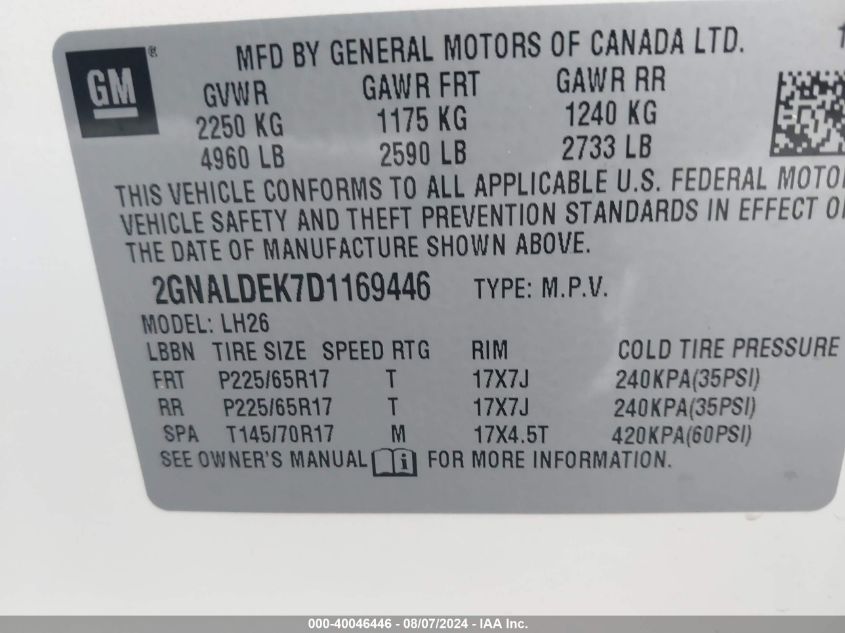 GM ®
MFD BY GENERAL MOTORS OF CANADA LTD.
GVWR GAWR FRT GAWR RR
2250 KG 1175 KG 1240 KG
4960 LB 2590 LB 2733 LB
THIS VEHICLE CONFORMS TO ALL APPLICABLE U.S. FEDERAL MOTO
VEHICLE SAFETY AND THEFT PREVENTION STANDARDS IN EFFECT O
THE DATE OF MANUFACTURE SHOWN ABOVE.
2GNALDEK7D1169446 TYPE: M.P.V.
MODEL: LH26
LBBN TIRE SIZE SPEED RTG RIM COLD TIRE PRESSURE
FRT P225/65R17 T 17X7J 240KPA(35PSI)
RR P225/65R17 T 17X7J 240KPA(35PSI)
SPA T145/70R17 M 17X4.5T 420KPA(60PSI)
SEE OWNER'S MANUAL i FOR MORE INFORMATION.
000-40046446 - 08/07/2024 - IAA Inc.